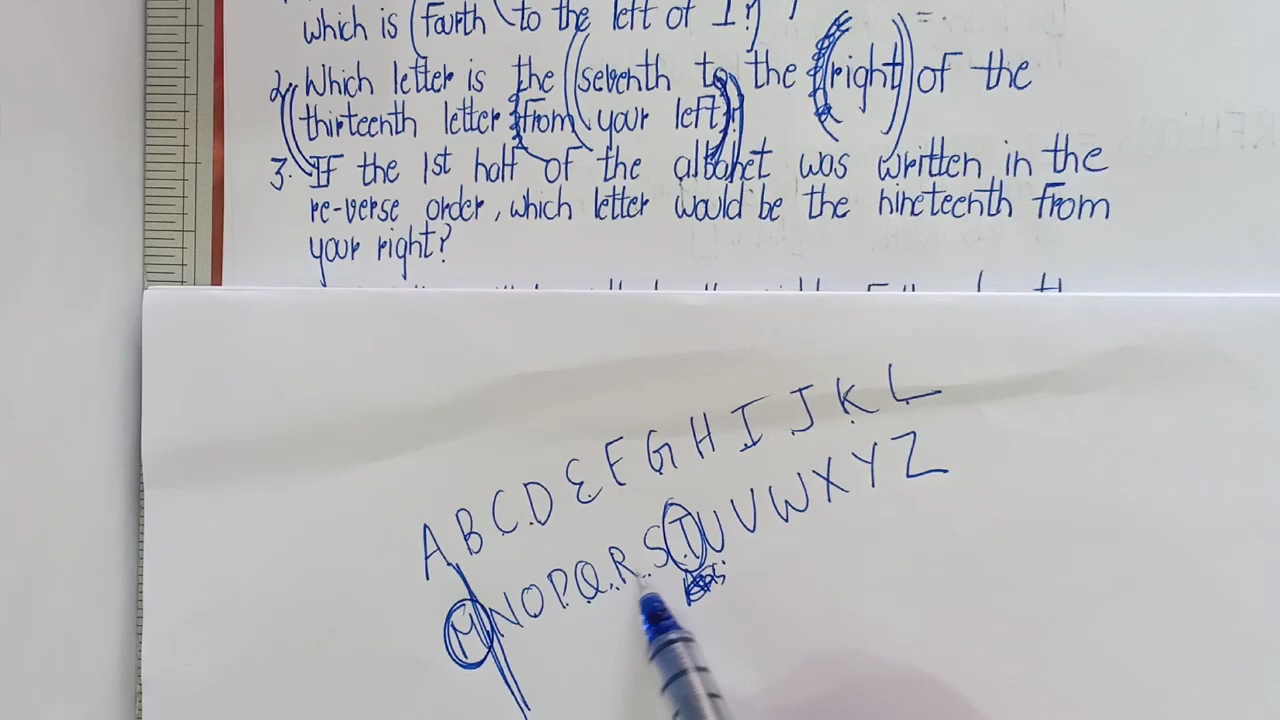 which is (fourth to the left of I?)
2. Which letter is the (seventh to the (right) of the
thirteenth letter from your left)?
3. If the 1st half of the albahet was written in the
re-verse order, which letter would be the nineteenth from
your right?
A B C D E F G H I J K L
M N O P Q R S T U V W X Y Z